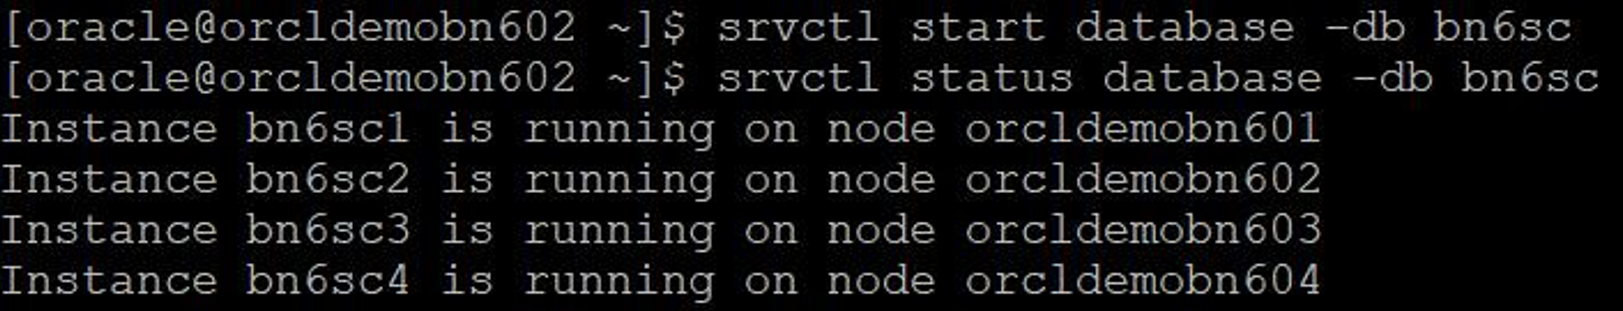 [oracle@orcldemobn602 ~]$ srvctl start database -db bn6sc
[oracle@orcldemobn602 ~]$ srvctl status database -db bn6sc
Instance bn6sc1 is running on node orcldemobn601
Instance bn6sc2 is running on node orcldemobn602
Instance bn6sc3 is running on node orcldemobn603
Instance bn6sc4 is running on node orcldemobn604